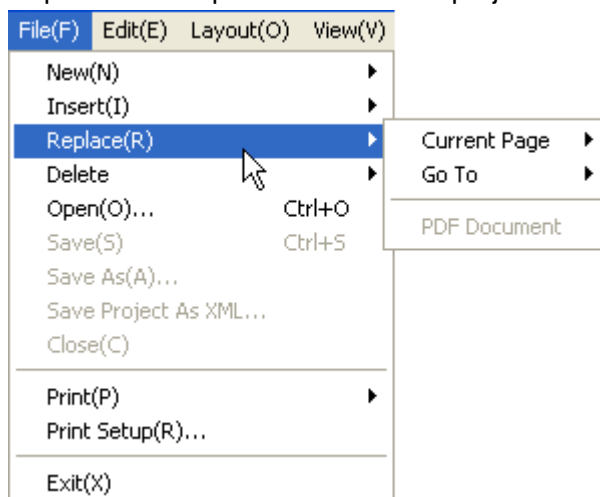 File(F) Edit(E) Layout(O) View(V)
New(N)
Insert(I)
Replace(R)
Delete
Open(O)... Ctrl+O
Save(S) Ctrl+S
Save As(A)...
Save Project As XML...
Close(C)
Print(P)
Print Setup(R)...
Exit(X)
Current Page
Go To
PDF Document